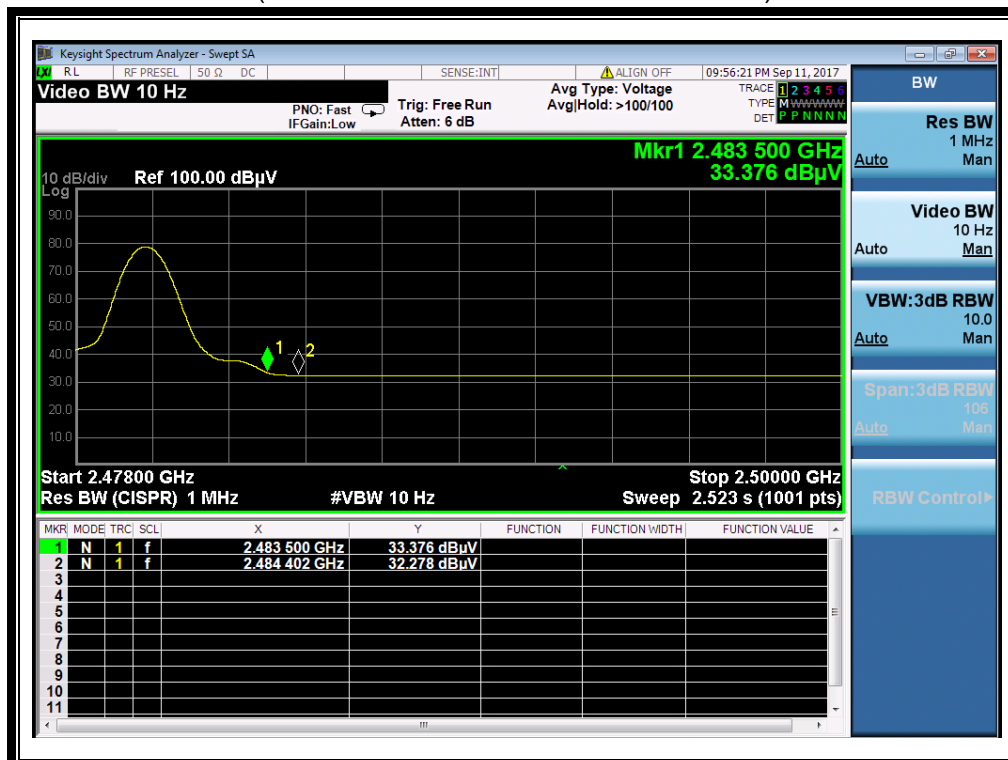 Keysight Spectrum Analyzer - Swept SA
LXI RL RF PRESEL 50 Ω DC SENSE:INT ALIGN OFF 09:56:21 PM Sep 11, 2017
Video BW 10 Hz
PNO: Fast
IFGain:Low
Trig: Free Run
Atten: 6 dB
Avg Type: Voltage
Avg|Hold: >100/100
TRACE 1 2 3 4 5 6
TYPE M WWWWW
DET P P N N N N
Mkr1 2.483 500 GHz
33.376 dBµV
10 dB/div Ref 100.00 dBµV
Log
90.0
80.0
70.0
60.0
50.0
40.0
30.0
20.0
10.0
1
2
Start 2.47800 GHz Stop 2.50000 GHz
Res BW (CISPR) 1 MHz #VBW 10 Hz Sweep 2.523 s (1001 pts)
MKR MODE TRC SCL X Y FUNCTION FUNCTION WIDTH FUNCTION VALUE
1 N 1 f 2.483 500 GHz 33.376 dBµV
2 N 1 f 2.484 402 GHz 32.278 dBµV
3
4
5
6
7
8
9
10
11
BW
Res BW
1 MHz
Auto Man
Video BW
10 Hz
Auto Man
VBW:3dB RBW
10.0
Auto Man
Span:3dB RBW
106
Auto Man
RBW Control